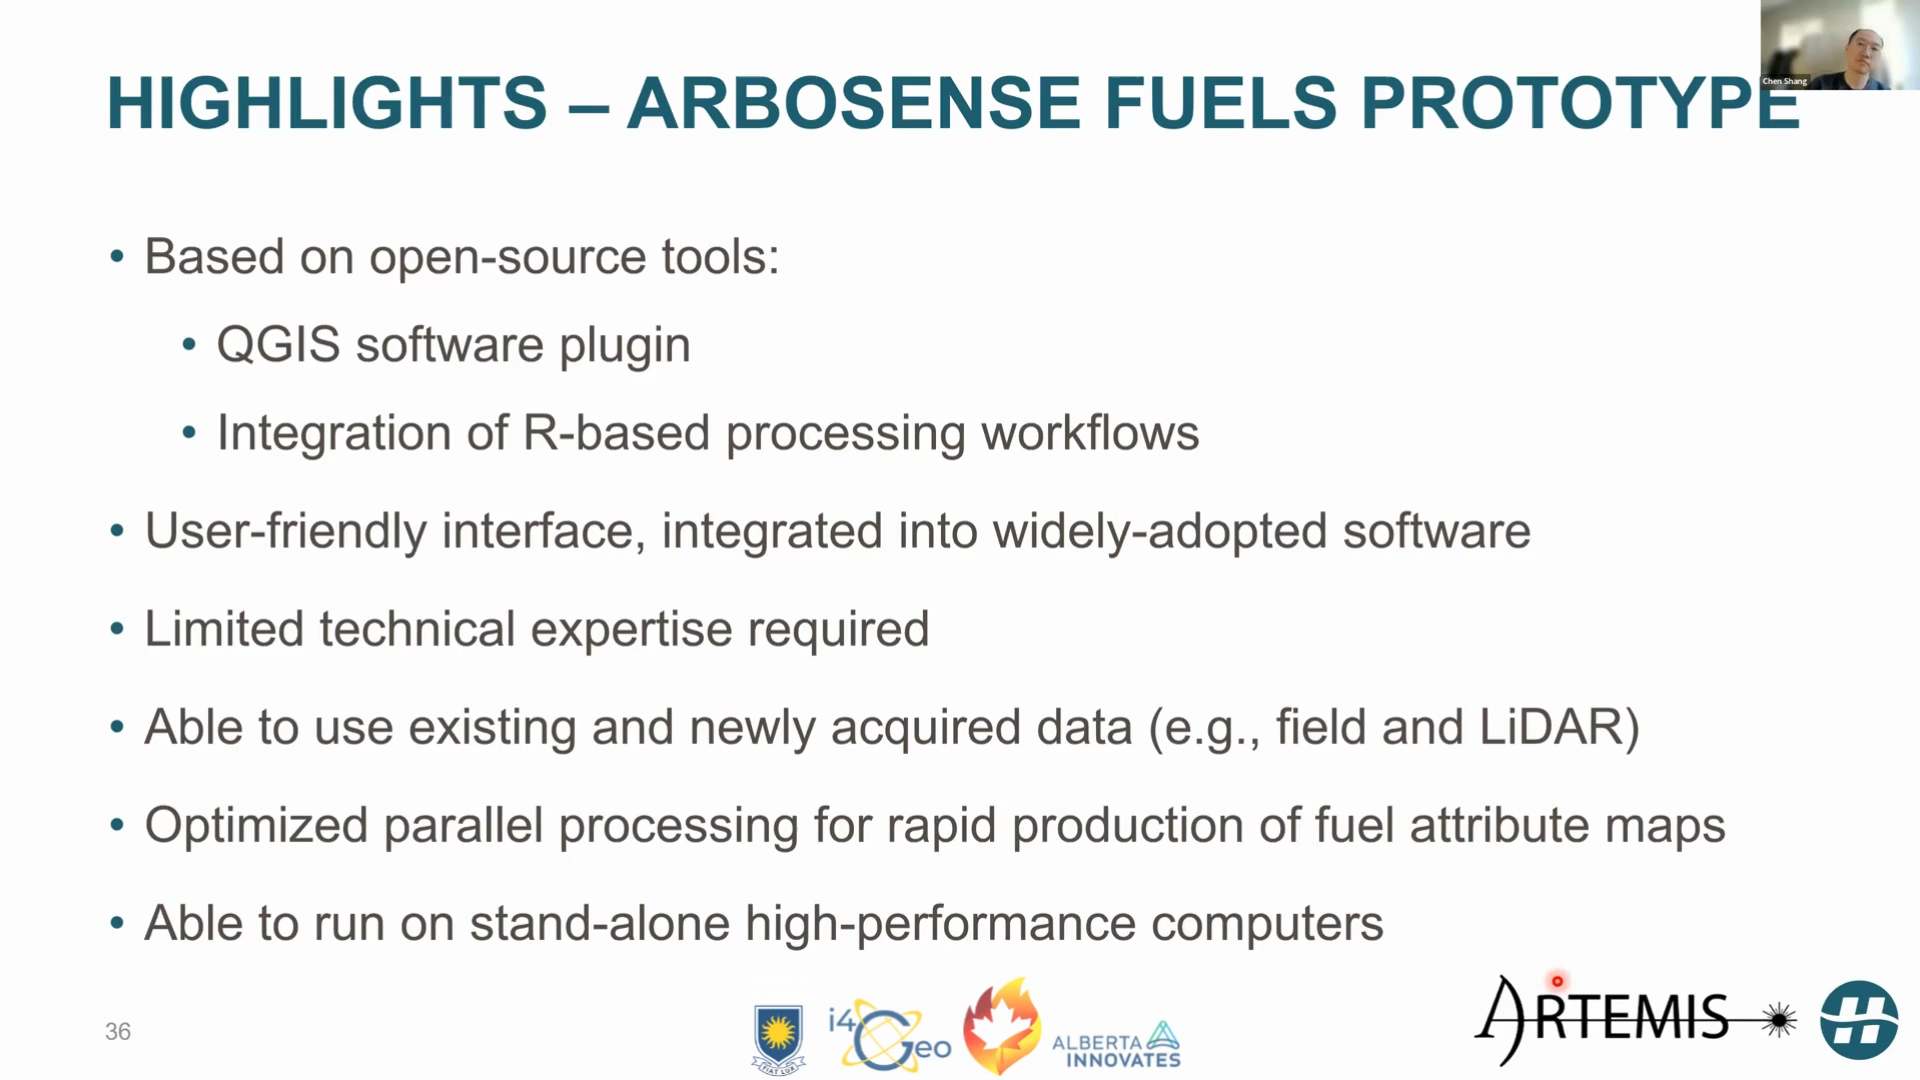 Chen Shang
HIGHLIGHTS – ARBOSENSE FUELS PROTOTYPE
• Based on open-source tools:
• QGIS software plugin
• Integration of R-based processing workflows
• User-friendly interface, integrated into widely-adopted software
• Limited technical expertise required
• Able to use existing and newly acquired data (e.g., field and LiDAR)
• Optimized parallel processing for rapid production of fuel attribute maps
• Able to run on stand-alone high-performance computers
36
FIAT LUX
i4Geo
ALBERTA
INNOVATES
ARTEMIS
H